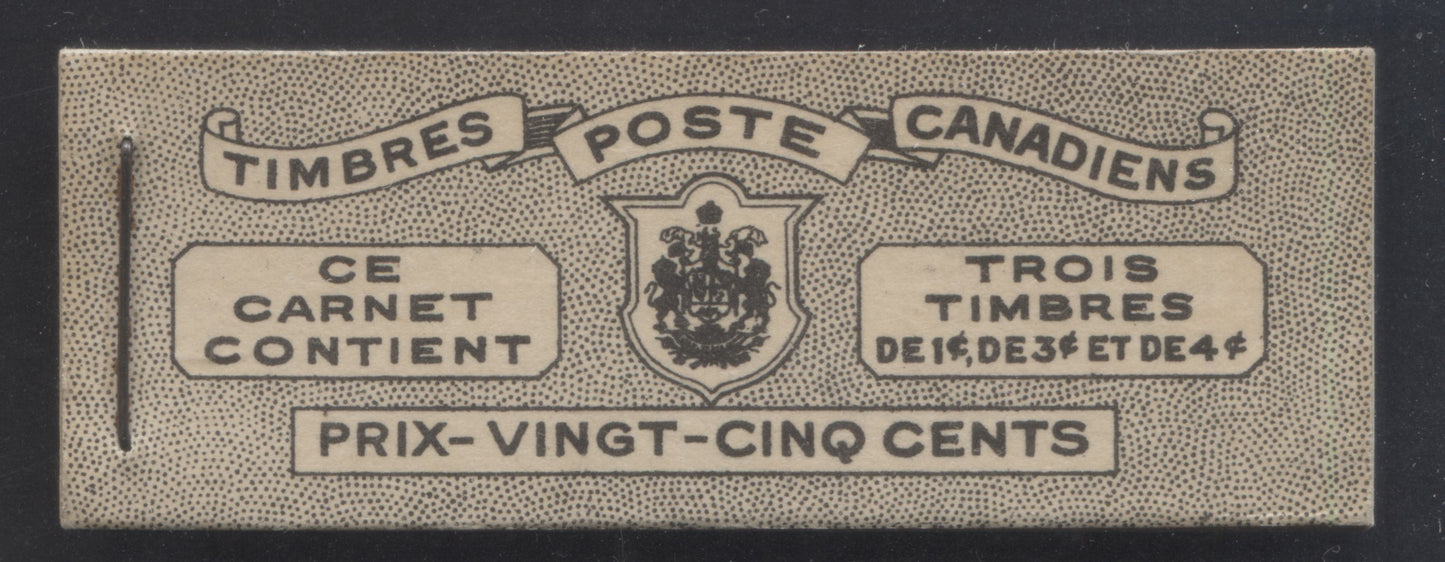 TIMBRES POSTE CANADIENS
CE
CARNET
CONTIENT
TROIS
TIMBRES
DE 1¢, DE 3¢ ET DE 4¢
PRIX-VINGT-CINQ CENTS